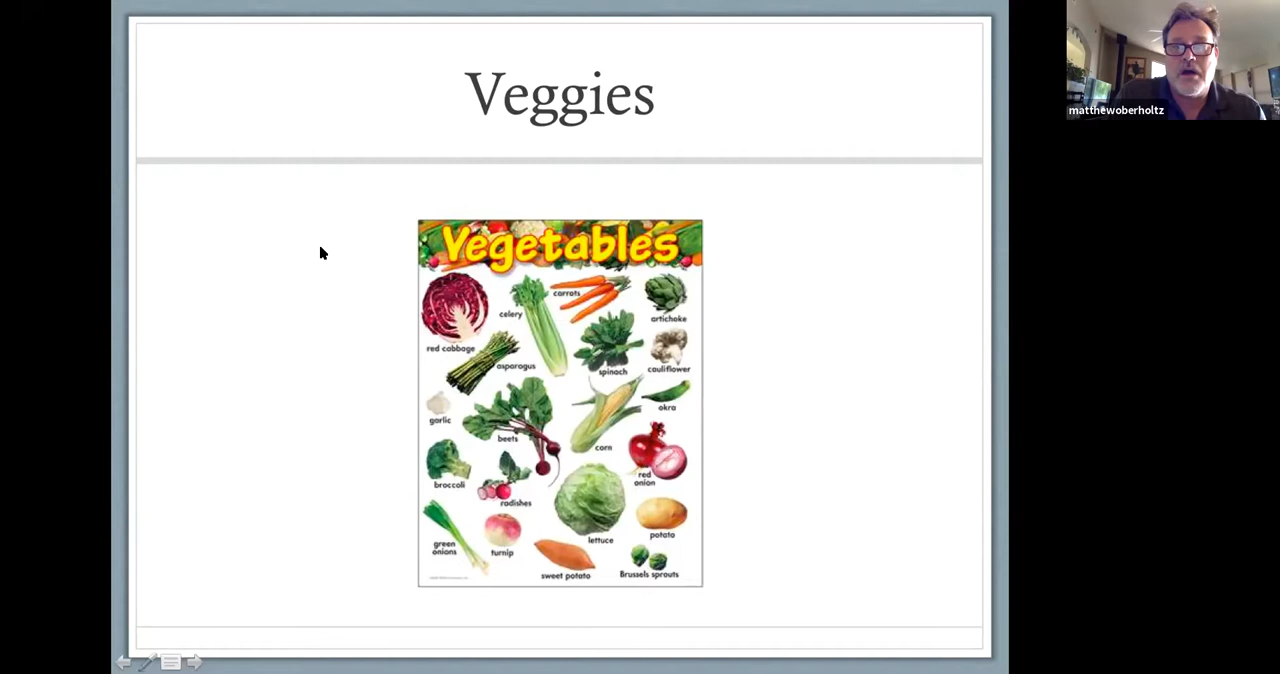 Veggies
matthewoberholtz
Vegetables
carrots
celery
artichoke
red cabbage
asparagus
spinach
cauliflower
garlic
okra
beets
corn
broccoli
red
onion
radishes
green
onions
turnip
lettuce
potato
sweet potato
Brussels sprouts